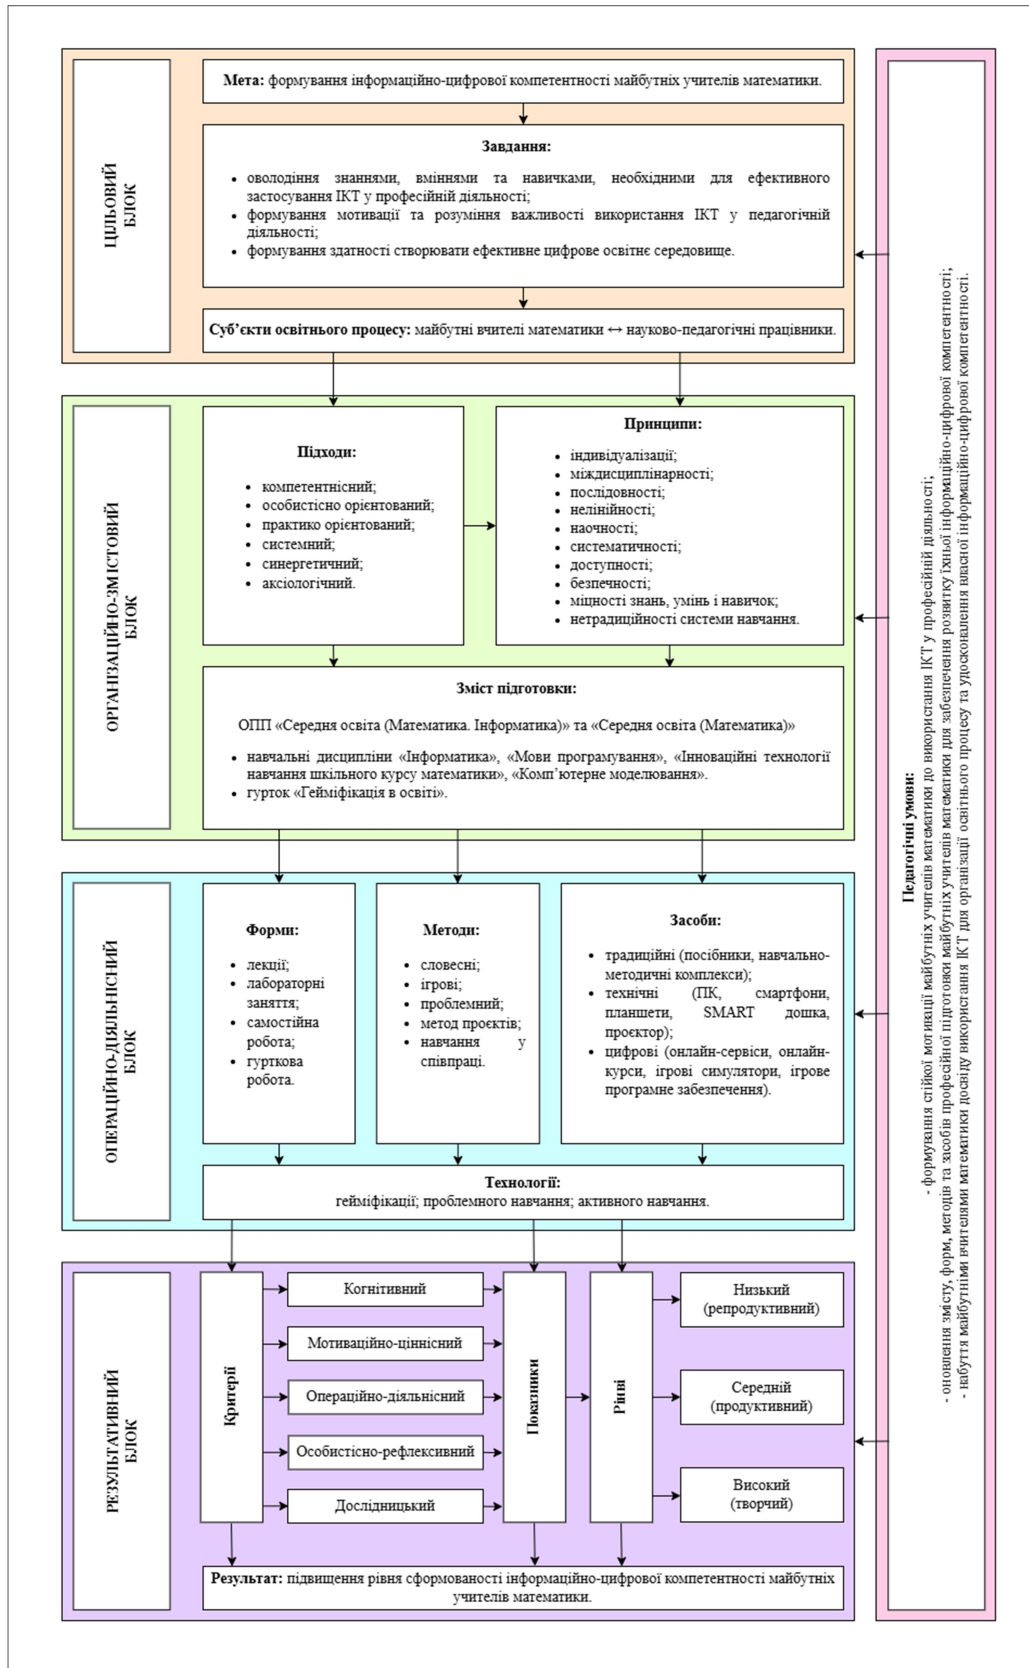 ЦІЛЬОВИЙ
БЛОК
Мета: формування інформаційно-цифрової компетентності майбутніх учителів математики.
Завдання:
• оволодіння знаннями, вміннями та навичками, необхідними для ефективного
застосування ІКТ у професійній діяльності;
• формування мотивації та розуміння важливості використання ІКТ у педагогічній
діяльності;
• формування здатності створювати ефективне цифрове освітнє середовище.
Суб’єкти освітнього процесу: майбутні вчителі математики ↔ науково-педагогічні працівники.
ОРГАНІЗАЦІЙНО-ЗМІСТОВИЙ
БЛОК
Підходи:
• компетентнісний;
• особистісно орієнтований;
• практико орієнтований;
• системний;
• синергетичний;
• аксіологічний.
Принципи:
• індивідуалізації;
• міждисциплінарності;
• послідовності;
• нелінійності;
• наочності;
• систематичності;
• доступності;
• безпечності;
• міцності знань, умінь і навичок;
• нетрадиційності системи навчання.
Зміст підготовки:
ОПП «Середня освіта (Математика. Інформатика)» та «Середня освіта (Математика)»
• навчальні дисципліни «Інформатика», «Мови програмування», «Інноваційні технології
навчання шкільного курсу математики», «Комп’ютерне моделювання».
• гурток «Гейміфікація в освіті».
ОПЕРАЦІЙНО-ДІЯЛЬНІСНИЙ
БЛОК
Форми:
• лекції;
• лабораторні
заняття;
• самостійна
робота;
• гурткова
робота.
Методи:
• словесні;
• ігрові;
• проблемний;
• метод проєктів;
• навчання у
співпраці.
Засоби:
• традиційні (посібники, навчально-
методичні комплекси);
• технічні (ПК, смартфони,
планшети, SMART дошка,
проєктор);
• цифрові (онлайн-сервіси, онлайн-
курси, ігрові симулятори, ігрове
програмне забезпечення).
Технології:
гейміфікації; проблемного навчання; активного навчання.
РЕЗУЛЬТАТИВНИЙ
БЛОК
Критерії
Когнітивний
Мотиваційно-ціннісний
Операційно-діяльнісний
Особистісно-рефлексивний
Дослідницький
Показники
Рівні
Низький
(репродуктивний)
Середній
(продуктивний)
Високий
(творчий)
Результат: підвищення рівня сформованості інформаційно-цифрової компетентності майбутніх
учителів математики.
Педагогічні умови:
- формування стійкої мотивації майбутніх учителів математики до використання ІКТ у професійній діяльності;
- оновлення змісту, форм, методів та засобів професійної підготовки майбутніх учителів математики для забезпечення розвитку їхньої інформаційно-цифрової компетентності;
- набуття майбутніми вчителями математики досвіду використання ІКТ для організації освітнього процесу та удосконалення власної інформаційно-цифрової компетентності.